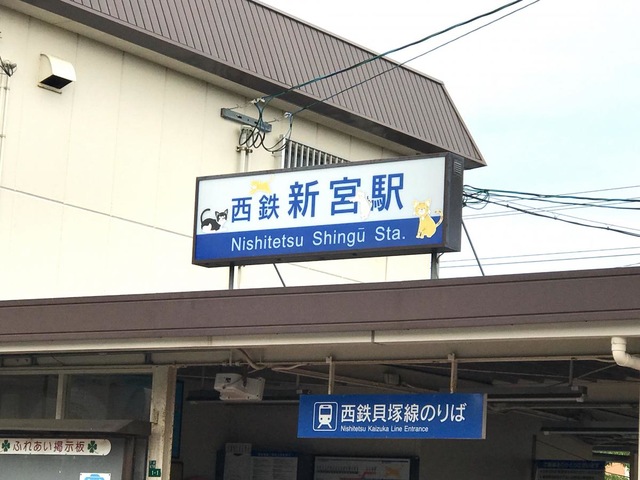 西鉄 新宮駅
Nishitetsu Shingū Sta.
西鉄貝塚線のりば
Nishitetsu Kaizuka Line Entrance
ふれあい掲示板